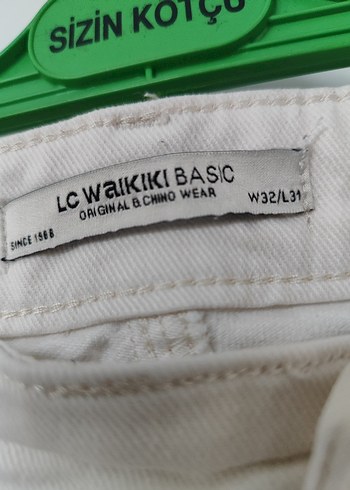 SİZİN KOTÇU
LC WAIKIKI BASIC
ORIGINAL & CHINO WEAR
W32/L31
SINCE 1988